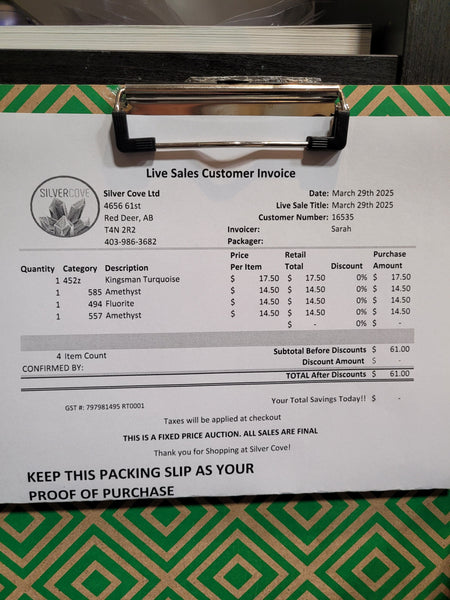 Live Sales Customer Invoice
SILVERCOVE
Silver Cove Ltd
4656 61st
Red Deer, AB
T4N 2R2
403-986-3682
Date: March 29th 2025
Live Sale Title: March 29th 2025
Customer Number: 16535
Invoicer: Sarah
Packager:
Quantity Category Description Price Per Item Retail Total Discount Purchase Amount
1 452z Kingsman Turquoise $ 17.50 $ 17.50 0% $ 17.50
1 585 Amethyst $ 14.50 $ 14.50 0% $ 14.50
1 494 Fluorite $ 14.50 $ 14.50 0% $ 14.50
1 557 Amethyst $ 14.50 $ 14.50 0% $ 14.50
$ - 0% $ -
4 Item Count Subtotal Before Discounts $ 61.00
Discount Amount $ -
CONFIRMED BY:
TOTAL After Discounts $ 61.00
GST #: 797981495 RT0001 Your Total Savings Today!! $ -
Taxes will be applied at checkout
THIS IS A FIXED PRICE AUCTION. ALL SALES ARE FINAL
Thank you for Shopping at Silver Cove!
KEEP THIS PACKING SLIP AS YOUR
PROOF OF PURCHASE